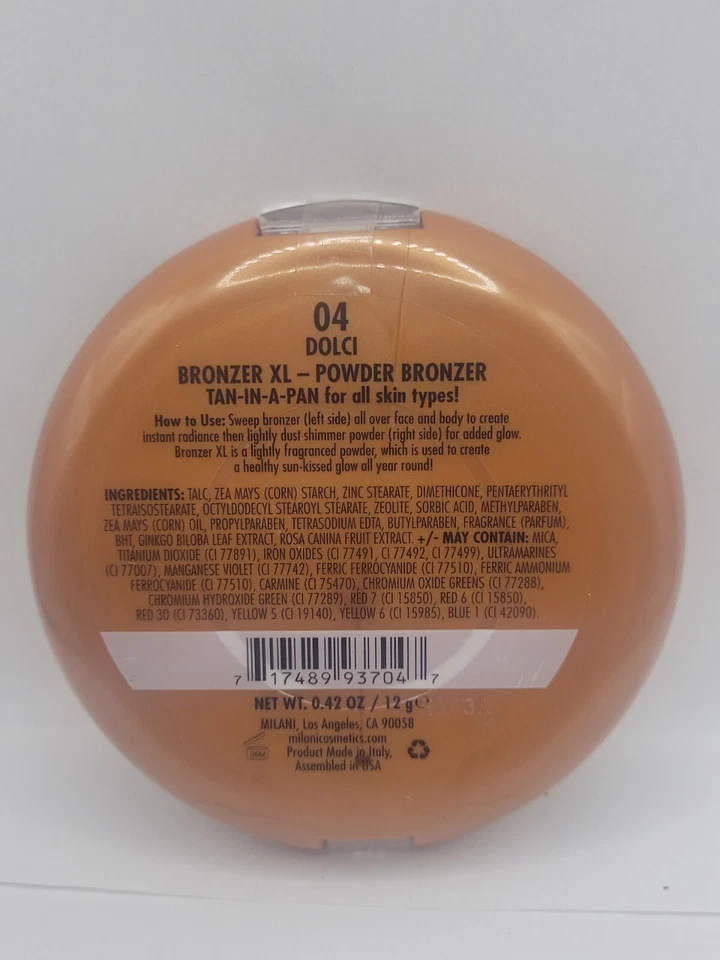 04
DOLCI
BRONZER XL – POWDER BRONZER
TAN-IN-A-PAN for all skin types!
How to Use: Sweep bronzer (left side) all over face and body to create
instant radiance then lightly dust shimmer powder (right side) for added glow.
Bronzer XL is a lightly fragranced powder, which is used to create
a healthy sun-kissed glow all year round!
INGREDIENTS: TALC, ZEA MAYS (CORN) STARCH, ZINC STEARATE, DIMETHICONE, PENTAERYTHRITYL
TETRAISOSTEARATE, OCTYLDODECYL STEAROYL STEARATE, ZEOLITE, SORBIC ACID, METHYLPARABEN,
ZEA MAYS (CORN) OIL, PROPYLPARABEN, TETRASODIUM EDTA, BUTYLPARABEN, FRAGRANCE (PARFUM),
BHT, GINKGO BILOBA LEAF EXTRACT, ROSA CANINA FRUIT EXTRACT. +/- MAY CONTAIN: MICA,
TITANIUM DIOXIDE (CI 77891), IRON OXIDES (CI 77491, CI 77492, CI 77499), ULTRAMARINES
(CI 77007), MANGANESE VIOLET (CI 77742), FERRIC FERROCYANIDE (CI 77510), FERRIC AMMONIUM
FERROCYANIDE (CI 77510), CARMINE (CI 75470), CHROMIUM OXIDE GREENS (CI 77288),
CHROMIUM HYDROXIDE GREEN (CI 77289), RED 7 (CI 15850), RED 6 (CI 15850),
RED 30 (CI 73360), YELLOW 5 (CI 19140), YELLOW 6 (CI 15985), BLUE 1 (CI 42090).
7 17489 93704 7
NET WT. 0.42 OZ / 12 g℮
MILANI, Los Angeles, CA 90058
milanicosmetics.com
Product Made in Italy,
Assembled in USA